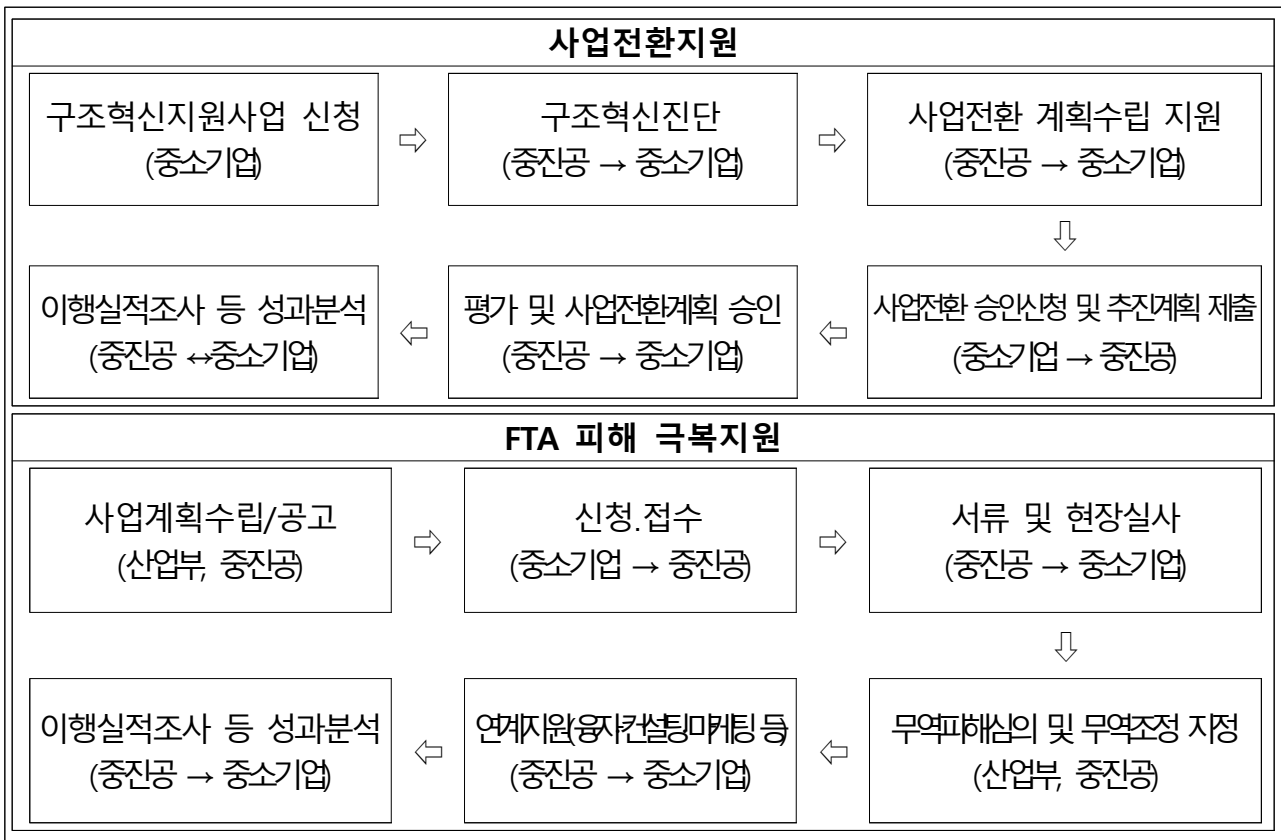 사업전환지원
구조혁신지원사업 신청
(중소기업)
⇨
구조혁신진단
(중진공 → 중소기업)
⇨
사업전환 계획수립 지원
(중진공 → 중소기업)
⇩
사업전환 승인신청 및 추진계획 제출
(중소기업 → 중진공)
⇦
평가 및 사업전환계획 승인
(중진공 → 중소기업)
⇦
이행실적조사 등 성과분석
(중진공 ↔중소기업)
FTA 피해 극복지원
사업계획수립/공고
(산업부, 중진공)
⇨
신청.접수
(중소기업 → 중진공)
⇨
서류 및 현장실사
(중진공 → 중소기업)
⇩
무역피해심의 및 무역조정 지정
(산업부, 중진공)
⇦
연계지원(융자컨설팅마케팅 등)
(중진공 → 중소기업)
⇦
이행실적조사 등 성과분석
(중진공 → 중소기업)